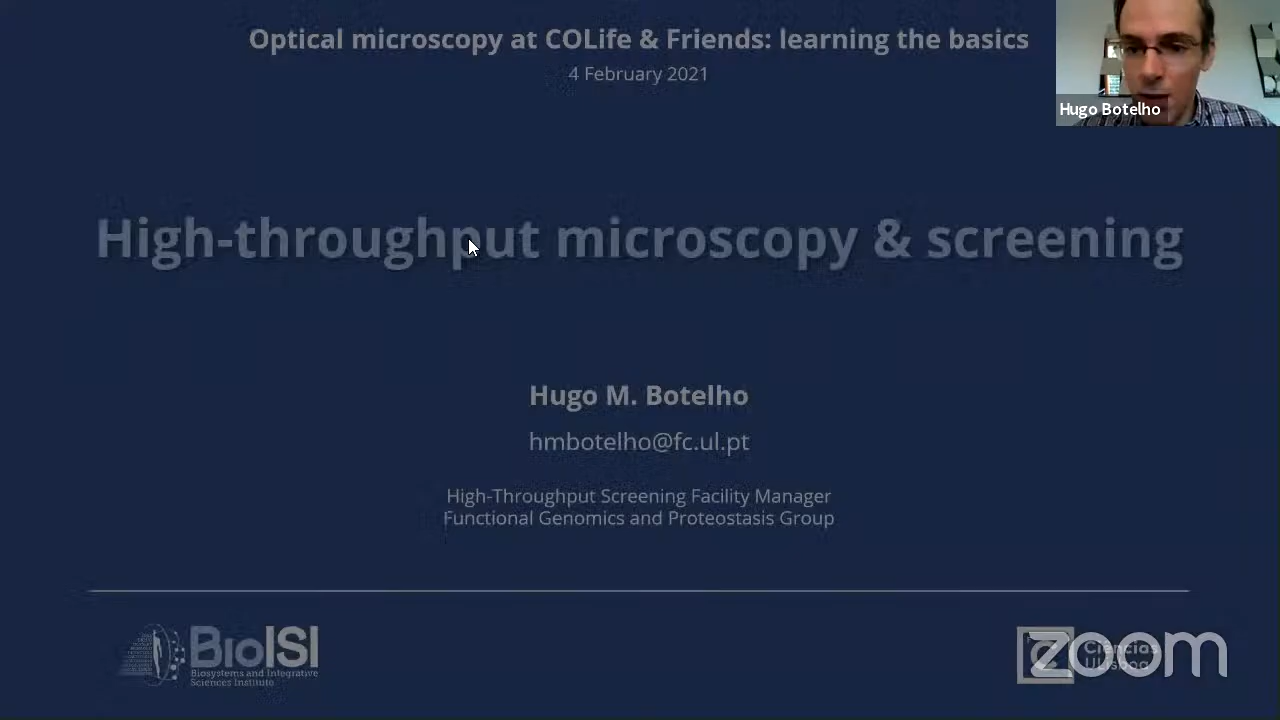 Optical microscopy at COLife & Friends: learning the basics
4 February 2021
Hugo Botelho
High-throughput microscopy & screening
Hugo M. Botelho
hmbotelho@fc.ul.pt
High-Throughput Screening Facility Manager
Functional Genomics and Proteostasis Group
BioISI
Biosystems and Integrative
Sciences Institute
Ciências
ULisboa
zoom